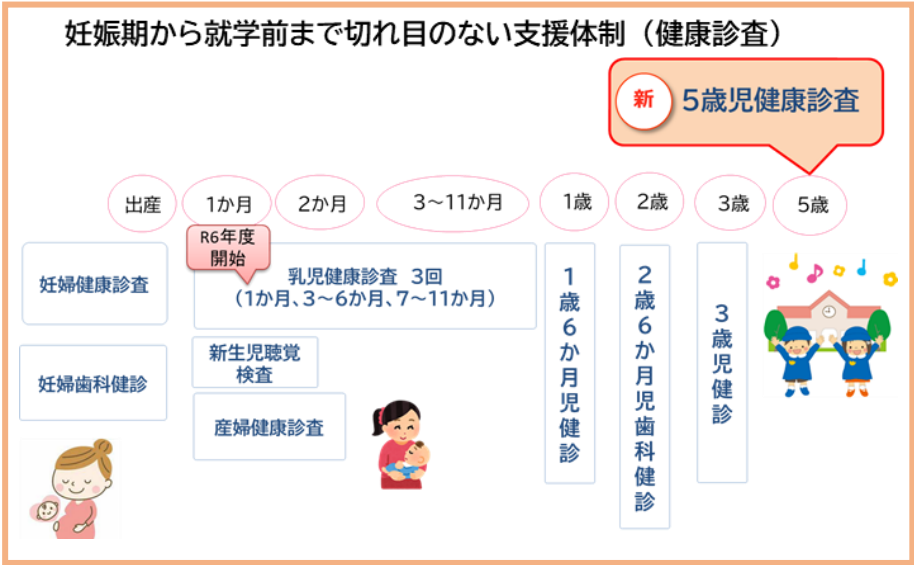 妊娠期から就学前まで切れ目のない支援体制（健康診査）
新 5歳児健康診査
出産 1か月 2か月 3～11か月 1歳 2歳 3歳 5歳
R6年度
開始
妊婦健康診査
乳児健康診査 3回
（1か月、3～6か月、7～11か月）
妊婦歯科健診
新生児聴覚
検査
産婦健康診査
1歳6か月児健診
2歳6か月児歯科健診
3歳児健診